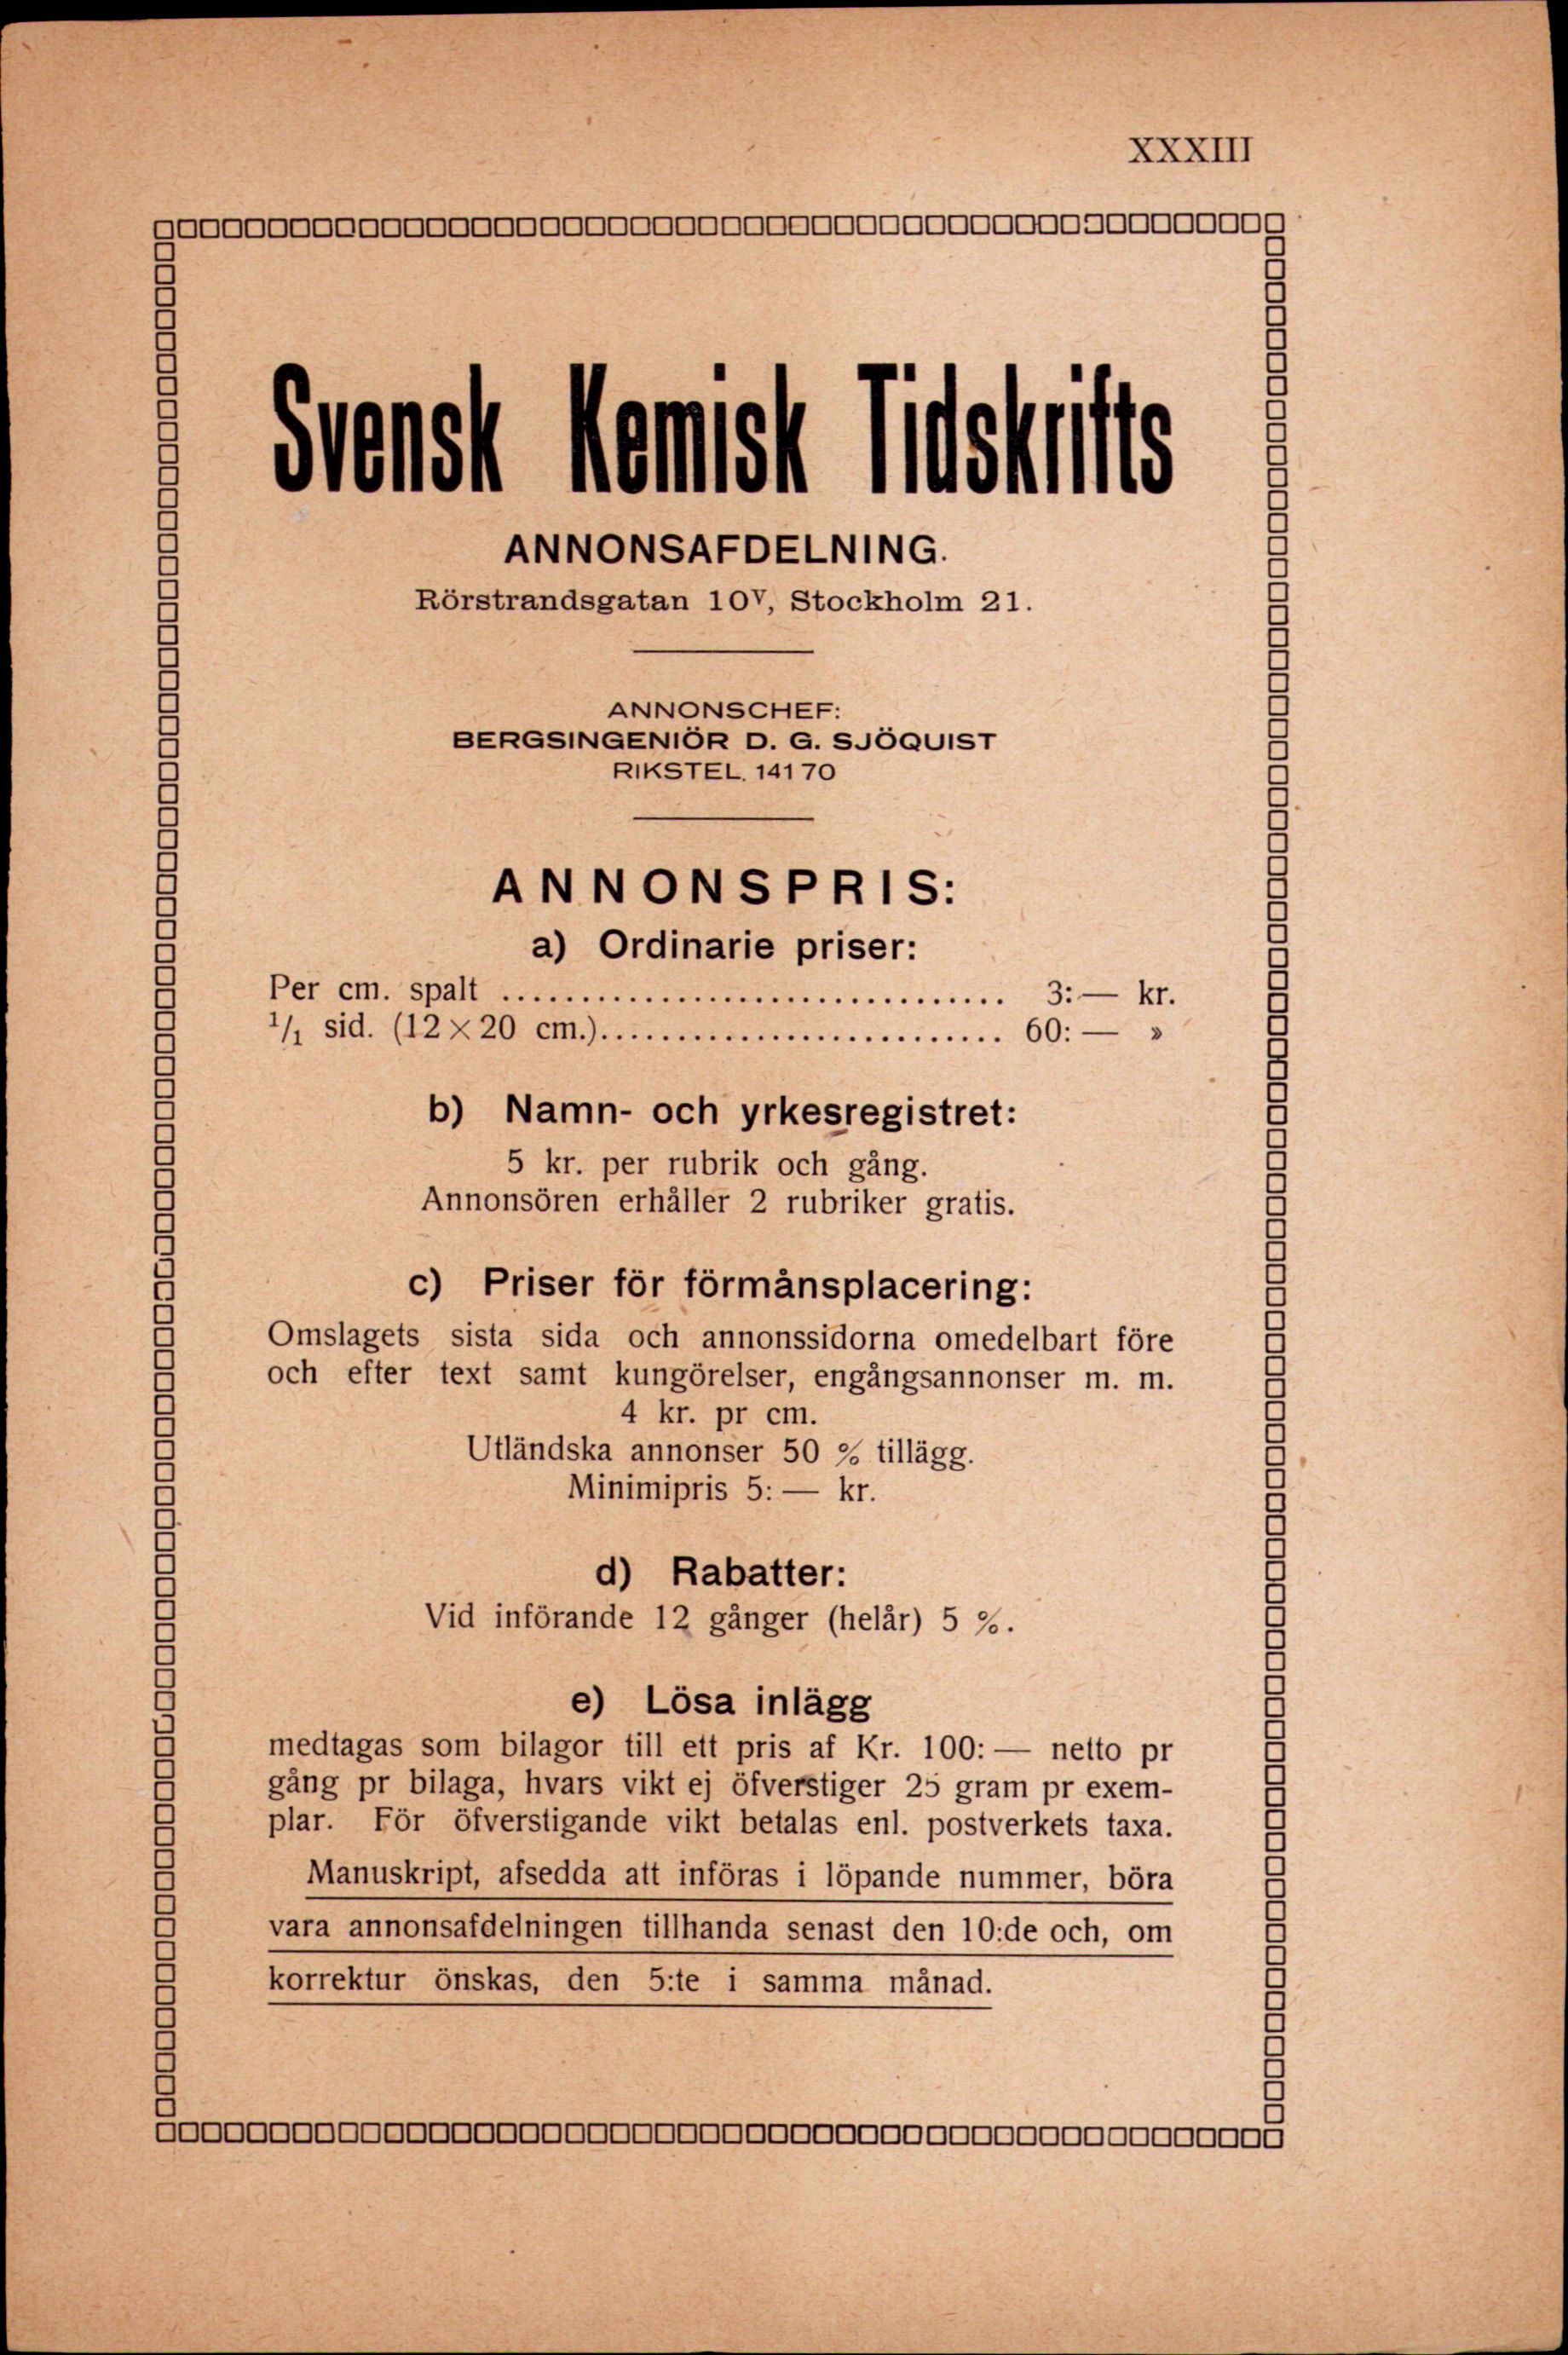 XXXIII
Svensk Kemisk Tidskrifts
ANNONSAFDELNING.
Rörstrandsgatan 10V, Stockholm 21.
ANNONSCHEF:
BERGSINGENIÖR D. G. SJÖQUIST
RIKSTEL. 141 70
ANNONSPRIS:
a) Ordinarie priser:
Per cm. spalt ........................................ 3:— kr.
1/1 sid. (12×20 cm.)................................ 60:— »
b) Namn- och yrkesregistret:
5 kr. per rubrik och gång.
Annonsören erhåller 2 rubriker gratis.
c) Priser för förmånsplacering:
Omslagets sista sida och annonssidorna omedelbart före
och efter text samt kungörelser, engångsannonser m. m.
4 kr. pr cm.
Utländska annonser 50 % tillägg.
Minimipris 5: — kr.
d) Rabatter:
Vid införande 12 gånger (helår) 5 %.
e) Lösa inlägg
medtagas som bilagor till ett pris af Kr. 100: — netto pr
gång pr bilaga, hvars vikt ej öfverstiger 25 gram pr exem-
plar. För öfverstigande vikt betalas enl. postverkets taxa.
Manuskript, afsedda att införas i löpande nummer, böra
vara annonsafdelningen tillhanda senast den 10:de och, om
korrektur önskas, den 5:te i samma månad.